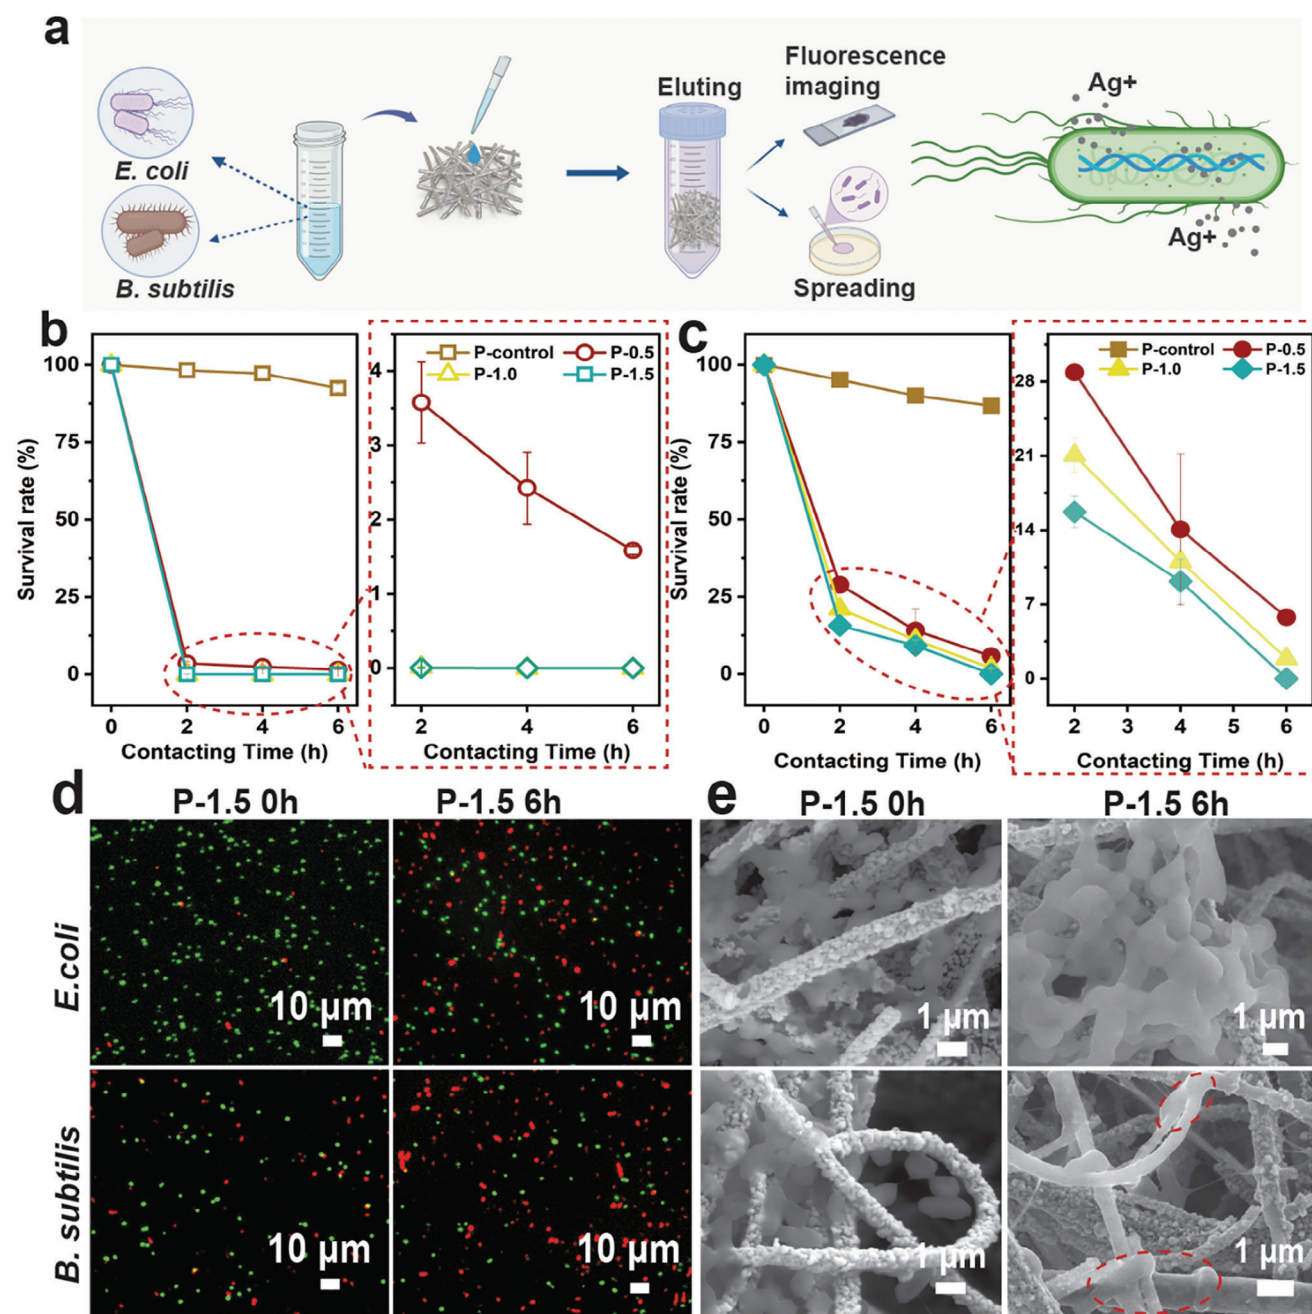 a
E. coli
B. subtilis
Eluting
Fluorescence
imaging
Spreading
Ag+
Ag+
b
Survival rate (%)
100
75
50
25
0
0 2 4 6
Contacting Time (h)
P-control P-0.5
P-1.0 P-1.5
4
3
2
1
0
2 4 6
Contacting Time (h)
c
Survival rate (%)
100
75
50
25
0
0 2 4 6
Contacting Time (h)
P-control P-0.5
P-1.0 P-1.5
28
21
14
7
0
2 3 4 5 6
Contacting Time (h)
d
P-1.5 0h
P-1.5 6h
E.coli
10 µm
10 µm
B. subtilis
10 µm
10 µm
e
P-1.5 0h
P-1.5 6h
1 µm
1 µm
1 µm
1 µm